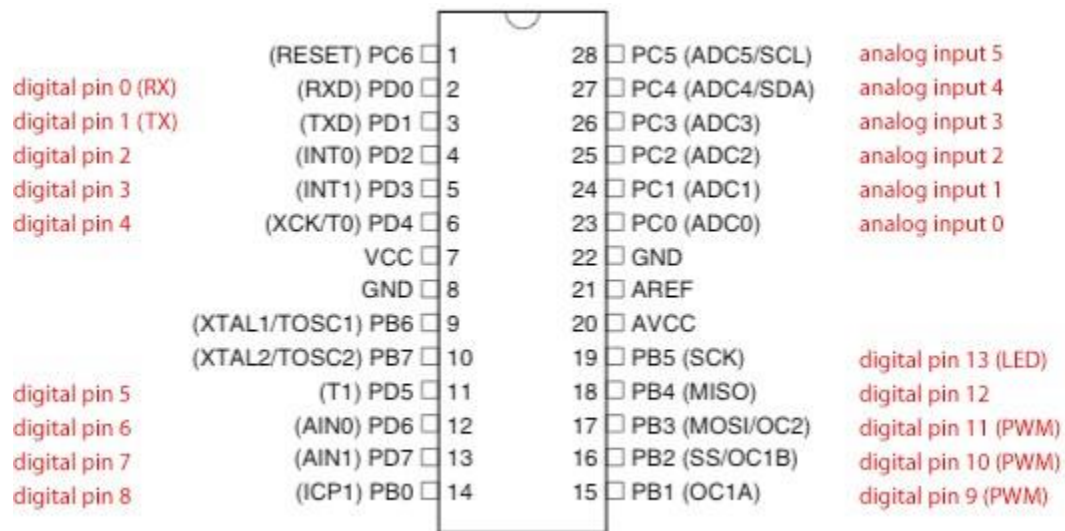 (RESET) PC6 1 28 PC5 (ADC5/SCL) analog input 5
digital pin 0 (RX) (RXD) PD0 2 27 PC4 (ADC4/SDA) analog input 4
digital pin 1 (TX) (TXD) PD1 3 26 PC3 (ADC3) analog input 3
digital pin 2 (INT0) PD2 4 25 PC2 (ADC2) analog input 2
digital pin 3 (INT1) PD3 5 24 PC1 (ADC1) analog input 1
digital pin 4 (XCK/T0) PD4 6 23 PC0 (ADC0) analog input 0
VCC 7 22 GND
GND 8 21 AREF
(XTAL1/TOSC1) PB6 9 20 AVCC
(XTAL2/TOSC2) PB7 10 19 PB5 (SCK) digital pin 13 (LED)
digital pin 5 (T1) PD5 11 18 PB4 (MISO) digital pin 12
digital pin 6 (AIN0) PD6 12 17 PB3 (MOSI/OC2) digital pin 11 (PWM)
digital pin 7 (AIN1) PD7 13 16 PB2 (SS/OC1B) digital pin 10 (PWM)
digital pin 8 (ICP1) PB0 14 15 PB1 (OC1A) digital pin 9 (PWM)